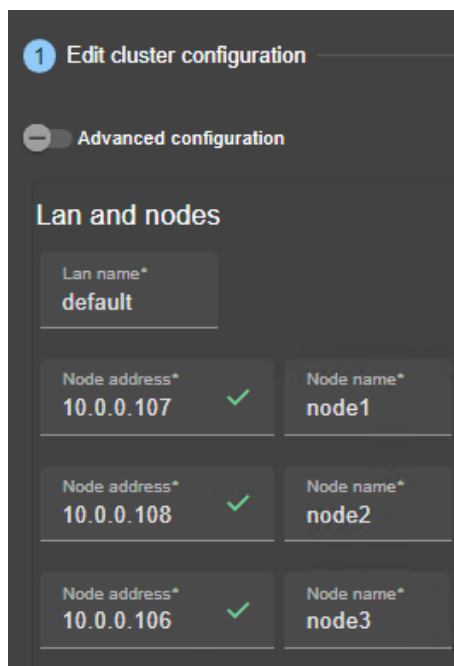 1 Edit cluster configuration
Advanced configuration
Lan and nodes
Lan name*
default
Node address* Node name*
10.0.0.107 node1
Node address* Node name*
10.0.0.108 node2
Node address* Node name*
10.0.0.106 node3